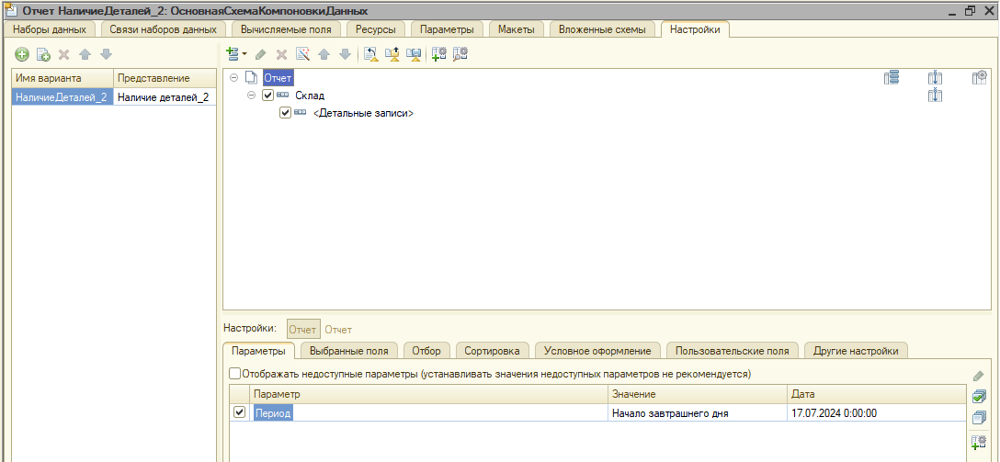 Отчет НаличиеДеталей_2: ОсновнаяСхемаКомпоновкиДанных
Наборы данных Связи наборов данных Вычисляемые поля Ресурсы Параметры Макеты Вложенные схемы Настройки
Имя варианта Представление
НаличиеДеталей_2 Наличие деталей_2
Отчет
Склад
<Детальные записи>
Настройки: Отчет Отчет
Параметры Выбранные поля Отбор Сортировка Условное оформление Пользовательские поля Другие настройки
Отображать недоступные параметры (устанавливать значения недоступных параметров не рекомендуется)
Параметр Значение Дата
Период Начало завтрашнего дня 17.07.2024 0:00:00